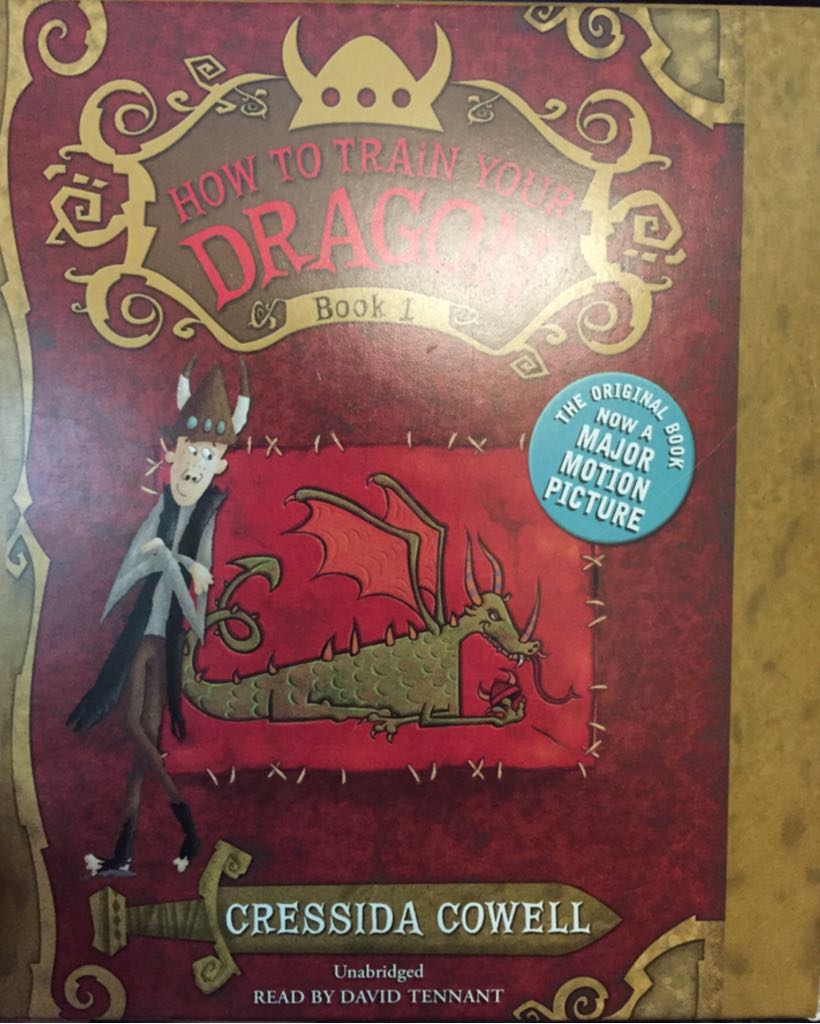 HOW TO TRAIN YOUR
DRAGON
Book 1
THE ORIGINAL BOOK
NOW A
MAJOR
MOTION
PICTURE
CRESSIDA COWELL
Unabridged
READ BY DAVID TENNANT